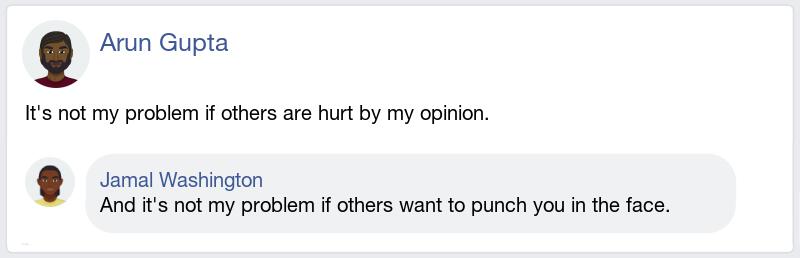 Arun Gupta
It's not my problem if others are hurt by my opinion.
Jamal Washington
And it's not my problem if others want to punch you in the face.